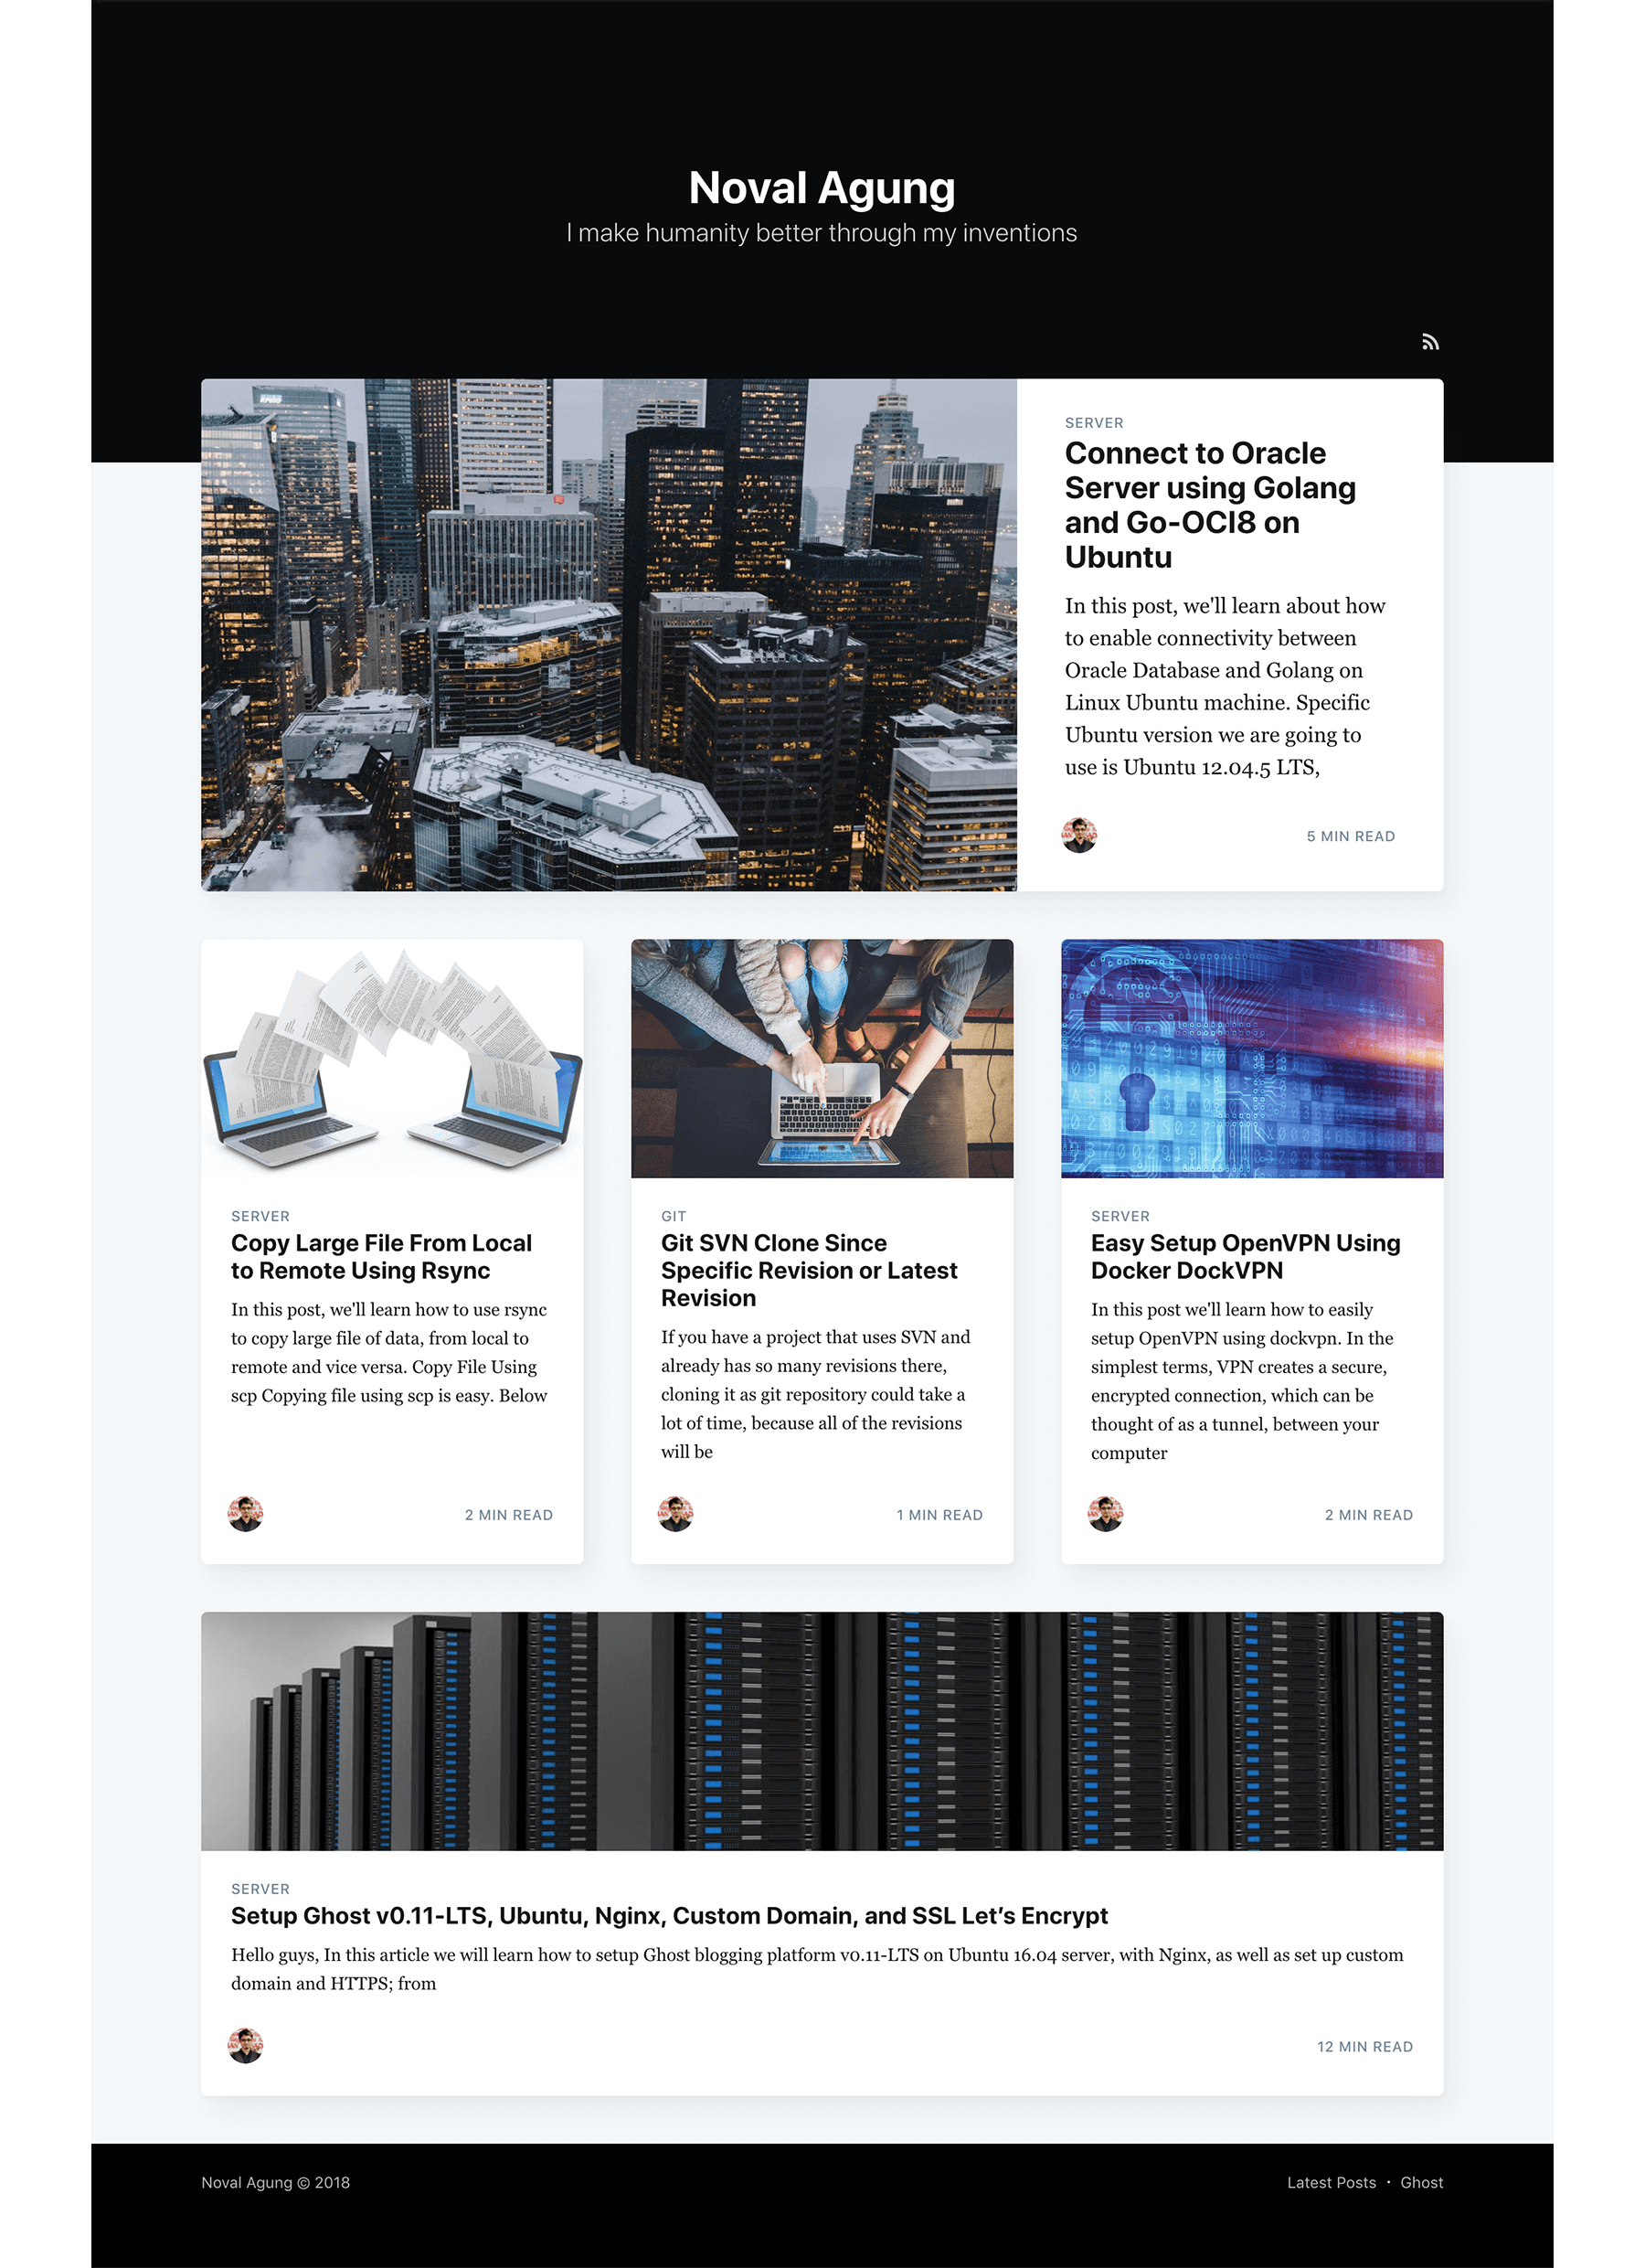 Noval Agung
I make humanity better through my inventions
SERVER
Connect to Oracle
Server using Golang
and Go-OCI8 on
Ubuntu
In this post, we'll learn about how
to enable connectivity between
Oracle Database and Golang on
Linux Ubuntu machine. Specific
Ubuntu version we are going to
use is Ubuntu 12.04.5 LTS,
5 MIN READ
SERVER
Copy Large File From Local
to Remote Using Rsync
In this post, we'll learn how to use rsync
to copy large file of data, from local to
remote and vice versa. Copy File Using
scp Copying file using scp is easy. Below
2 MIN READ
GIT
Git SVN Clone Since
Specific Revision or Latest
Revision
If you have a project that uses SVN and
already has so many revisions there,
cloning it as git repository could take a
lot of time, because all of the revisions
will be
1 MIN READ
SERVER
Easy Setup OpenVPN Using
Docker DockVPN
In this post we'll learn how to easily
setup OpenVPN using dockvpn. In the
simplest terms, VPN creates a secure,
encrypted connection, which can be
thought of as a tunnel, between your
computer
2 MIN READ
SERVER
Setup Ghost v0.11-LTS, Ubuntu, Nginx, Custom Domain, and SSL Let’s Encrypt
Hello guys, In this article we will learn how to setup Ghost blogging platform v0.11-LTS on Ubuntu 16.04 server, with Nginx, as well as set up custom
domain and HTTPS; from
12 MIN READ
Noval Agung © 2018
Latest Posts · Ghost